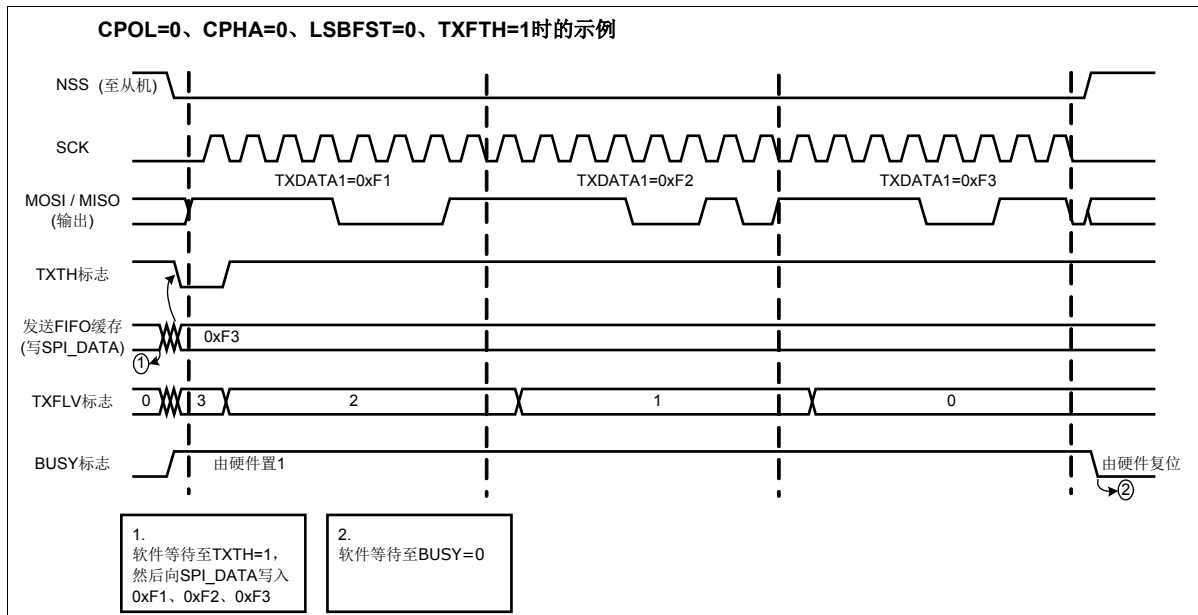 CPOL=0、CPHA=0、LSBFST=0、TXFTH=1时的示例
NSS (至从机)
SCK
TXDATA1=0xF1
TXDATA1=0xF2
TXDATA1=0xF3
MOSI / MISO
(输出)
TXTH标志
发送FIFO缓存
(写SPI_DATA)
0xF3
①
TXFLV标志
0
3
2
1
0
BUSY标志
由硬件置1
由硬件复位
②
1.
软件等待至TXTH=1，
然后向SPI_DATA写入
0xF1、0xF2、0xF3
2.
软件等待至BUSY=0